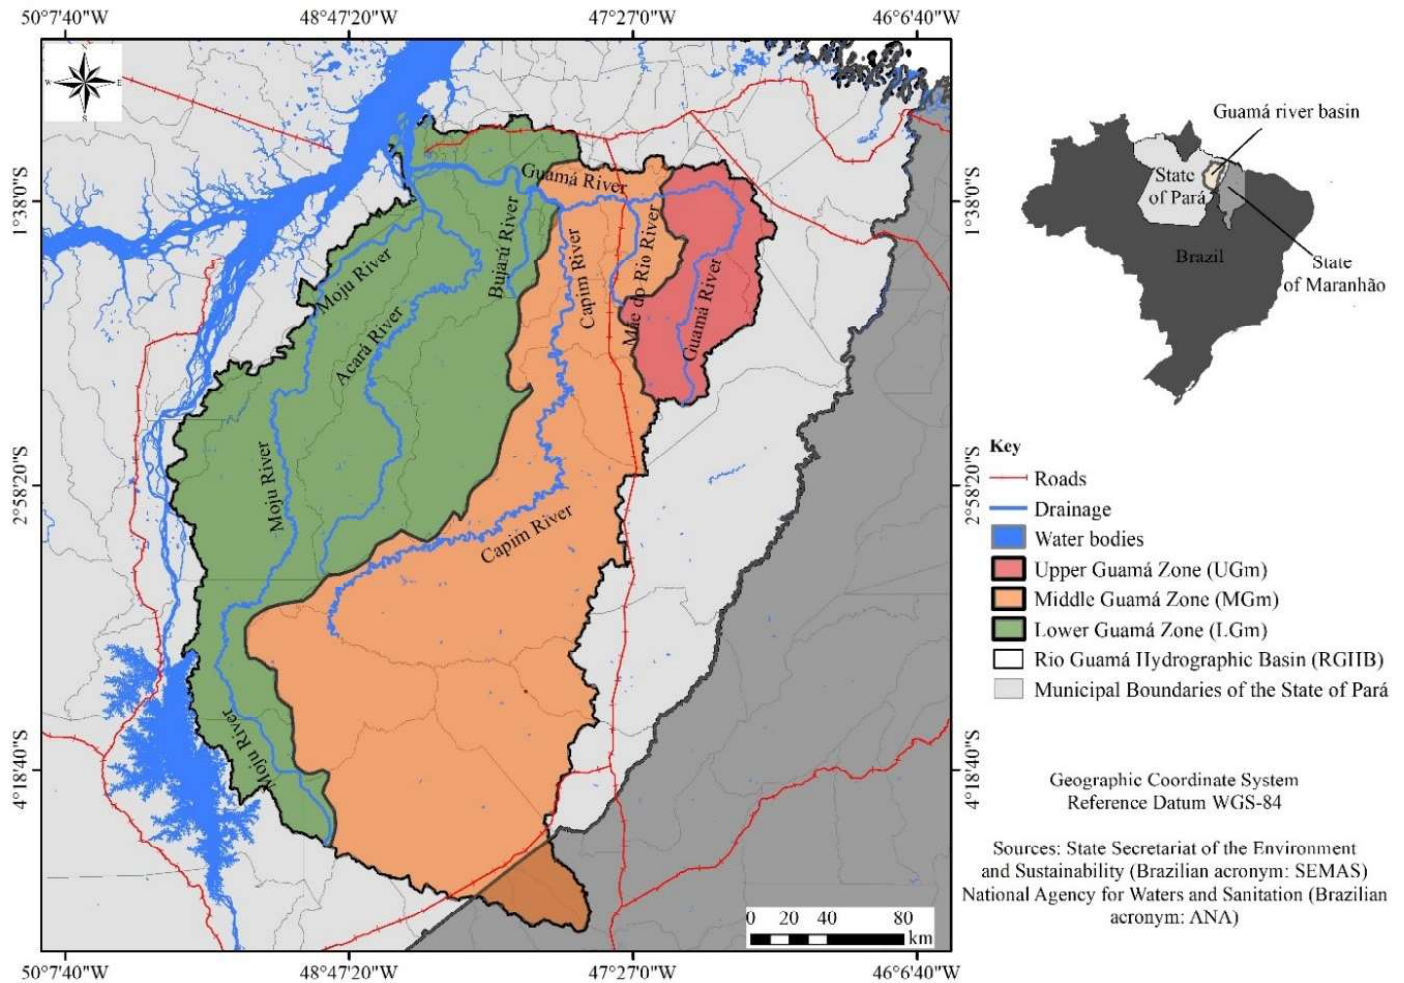 50°7'40"W
48°47'20"W
47°27'0"W
46°6'40"W
N
W
E
S
1°38'0"S
2°58'20"S
4°18'40"S
Guamá River
Moju River
Bujarú River
Capim River
Mãe do Rio River
Guamá River
Acará River
Moju River
Capim River
Moju River
0 20 40 80
km
1°38'0"S
2°58'20"S
4°18'40"S
50°7'40"W
48°47'20"W
47°27'0"W
46°6'40"W
Guamá river basin
State
of Pará
Brazil
State
of Maranhão
Key
Roads
Drainage
Water bodies
Upper Guamá Zone (UGm)
Middle Guamá Zone (MGm)
Lower Guamá Zone (LGm)
Rio Guamá Hydrographic Basin (RGHB)
Municipal Boundaries of the State of Pará
Geographic Coordinate System
Reference Datum WGS-84
Sources: State Secretariat of the Environment
and Sustainability (Brazilian acronym: SEMAS)
National Agency for Waters and Sanitation (Brazilian
acronym: ANA)